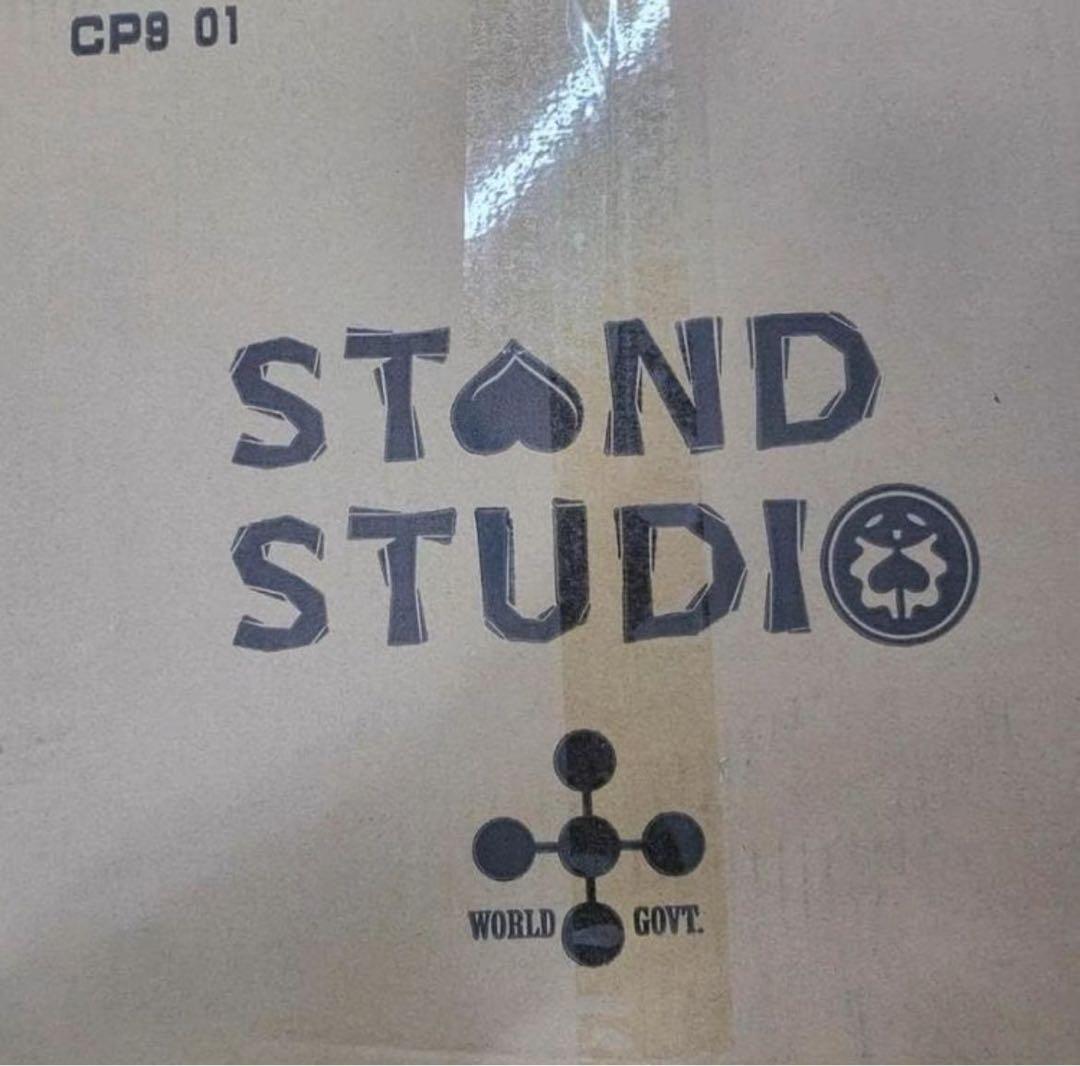 CP9 01
STAND
STUDIO
WORLD GOVT.